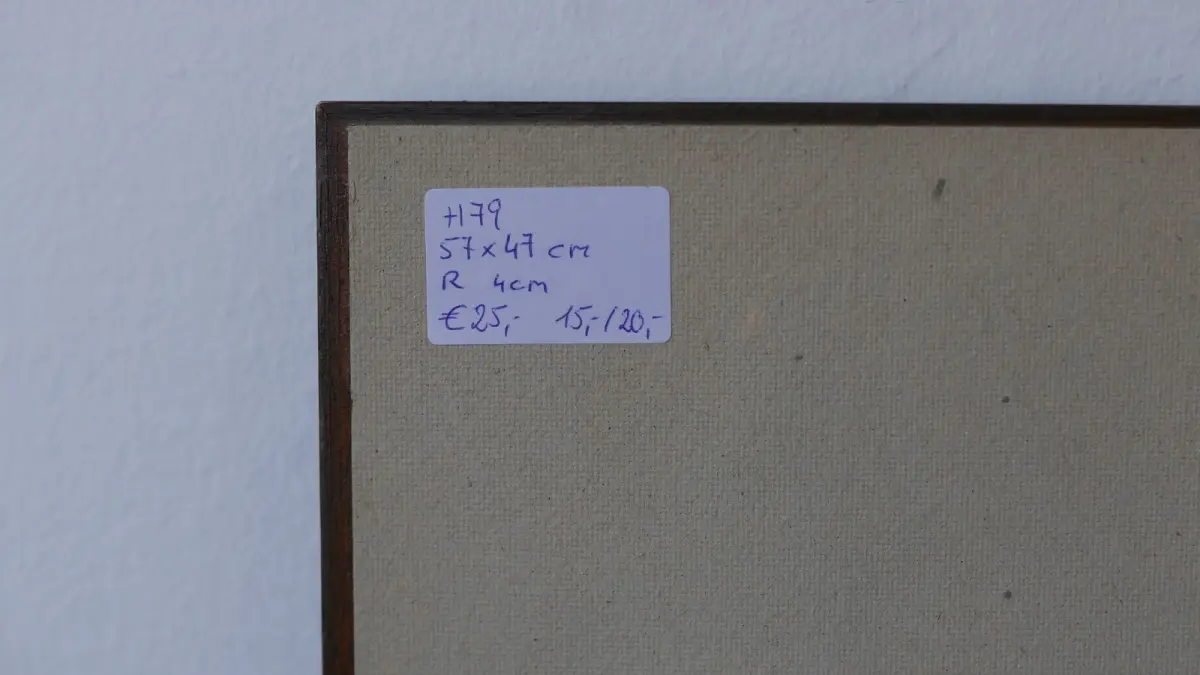 H79
57x47 cm
R 4cm
€25,- 15,-/20,-